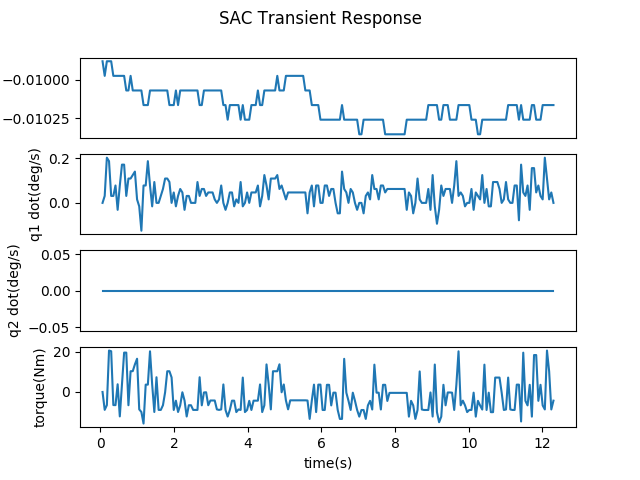 SAC Transient Response
−0.01000
−0.01025
q1 dot(deg/s)
0.2
0.0
q2 dot(deg/s)
0.05
0.00
−0.05
torque(Nm)
20
0
0 2 4 6 8 10 12
time(s)